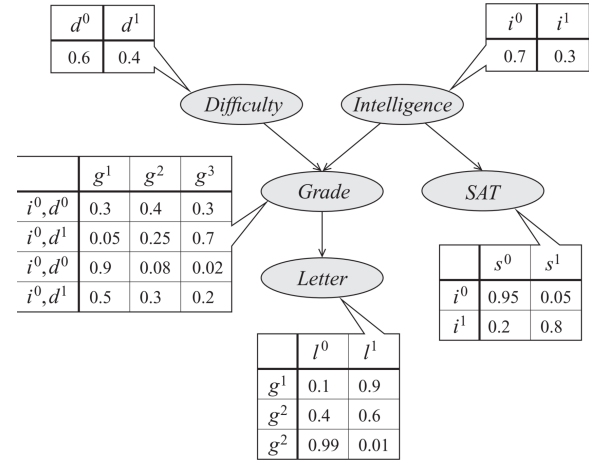 d⁰ d¹
0.6 0.4
i⁰ i¹
0.7 0.3
Difficulty
Intelligence
g¹ g² g³
i⁰,d⁰ 0.3 0.4 0.3
i⁰,d¹ 0.05 0.25 0.7
i⁰,d⁰ 0.9 0.08 0.02
i⁰,d¹ 0.5 0.3 0.2
Grade
SAT
s⁰ s¹
i⁰ 0.95 0.05
i¹ 0.2 0.8
Letter
l⁰ l¹
g¹ 0.1 0.9
g² 0.4 0.6
g² 0.99 0.01